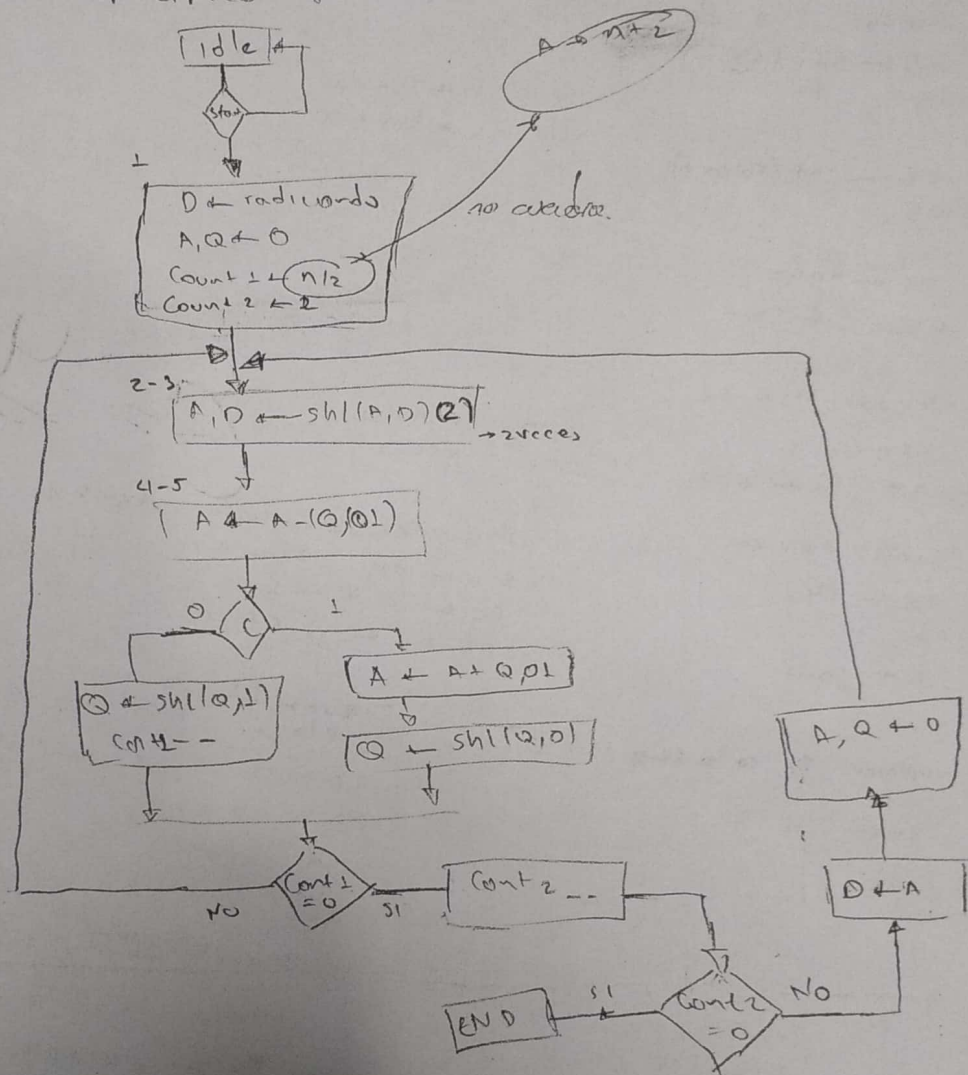 Idle
A → n+2
Start
1
D ← radicando
A, Q ← 0
Count 1 ← n/2
Count 2 ← 2
no cuadra.
2-3
A, D ← shl(A, D) (2)
→ 2 veces
4-5
A ← A - (Q, 01)
0
C
1
Q ← shl(Q,1)
Cont1--
A ← A + Q,01
Q ← shl(Q,0)
A, Q ← 0
D ← A
Cont 1
= 0
NO
SI
Cont 2 --
Cont 2
= 0
SI
NO
END